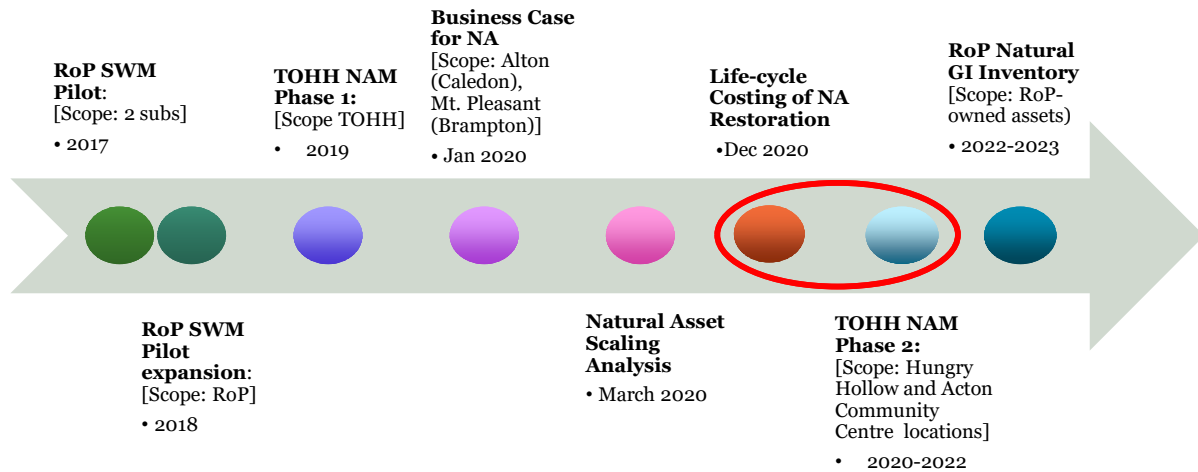 RoP SWM
Pilot:
[Scope: 2 subs]
• 2017
TOHH NAM
Phase 1:
[Scope TOHH]
• 2019
Business Case
for NA
[Scope: Alton
(Caledon),
Mt. Pleasant
(Brampton)]
• Jan 2020
Life-cycle
Costing of NA
Restoration
•Dec 2020
RoP Natural
GI Inventory
[Scope: RoP-
owned assets)
• 2022-2023
RoP SWM
Pilot
expansion:
[Scope: RoP]
• 2018
Natural Asset
Scaling
Analysis
• March 2020
TOHH NAM
Phase 2:
[Scope: Hungry
Hollow and Acton
Community
Centre locations]
• 2020-2022